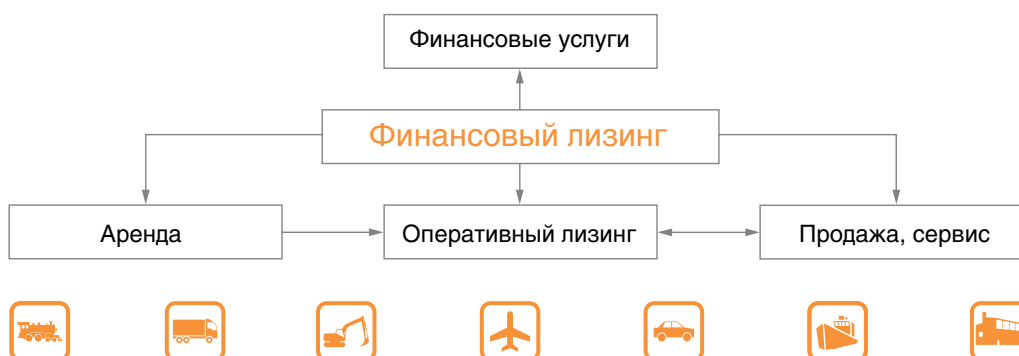 Финансовые услуги
Финансовый лизинг
Аренда
Оперативный лизинг
Продажа, сервис